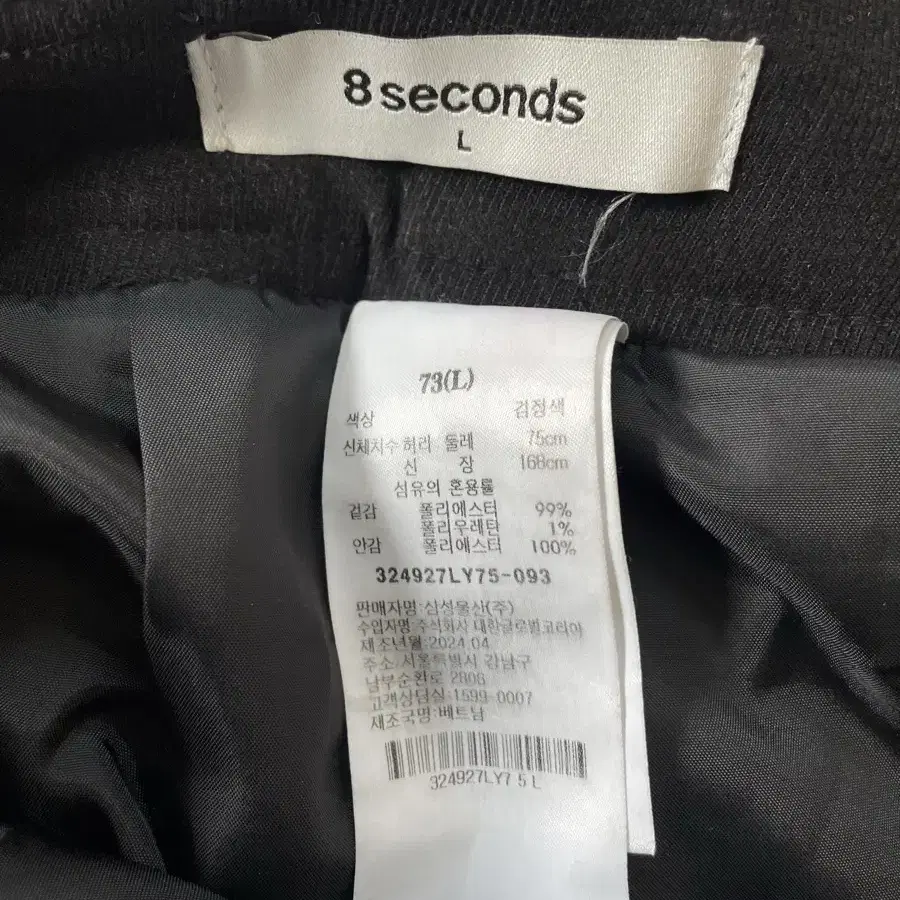 8 seconds
L
73(L)
색상 검정색
신체치수 허리 둘레 75cm
신 장 168cm
섬유의 혼용률
겉감 폴리에스터 99%
폴리우레탄 1%
안감 폴리에스터 100%
324927LY75-093
판매자명:삼성물산(주)
수입자명:주식회사 대한글로벌코리아
제조년월:2024.04
주소:서울특별시 강남구
남부순환로 2806
고객상담실:1599-0007
제조국명:베트남
324927LY7 5 L